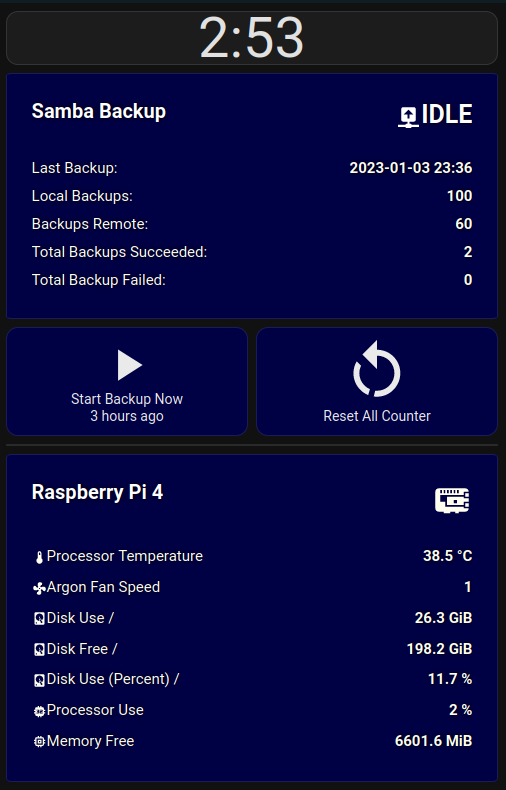 2:53
Samba Backup IDLE
Last Backup: 2023-01-03 23:36
Local Backups: 100
Backups Remote: 60
Total Backups Succeeded: 2
Total Backup Failed: 0
Start Backup Now
3 hours ago
Reset All Counter
Raspberry Pi 4
Processor Temperature 38.5 °C
Argon Fan Speed 1
Disk Use / 26.3 GiB
Disk Free / 198.2 GiB
Disk Use (Percent) / 11.7 %
Processor Use 2 %
Memory Free 6601.6 MiB